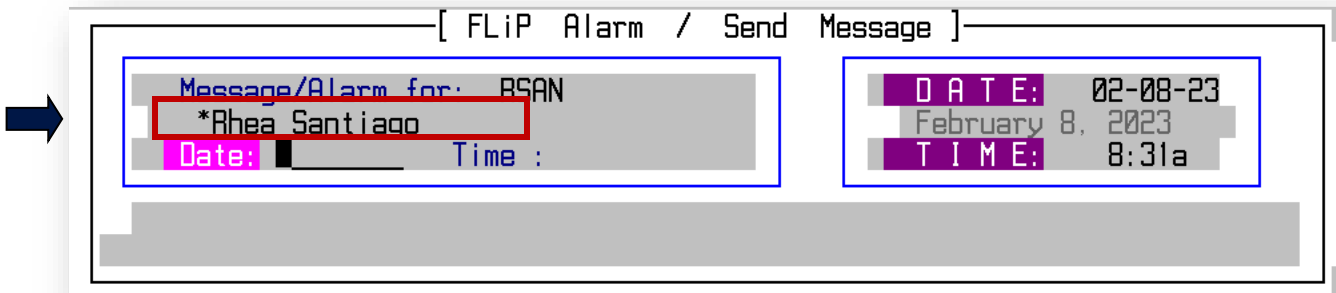 [ FLiP Alarm / Send Message ]
Message/Alarm for: RSAN
*Rhea Santiago
Date: Time :
D A T E: 02-08-23
February 8, 2023
T I M E: 8:31a